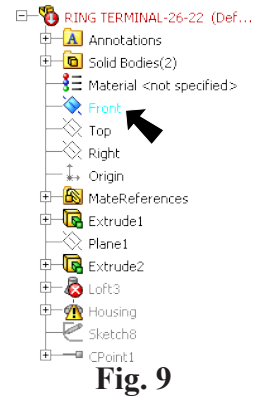 RING TERMINAL-26-22 (Def...
A Annotations
Solid Bodies(2)
Material <not specified>
Front
Top
Right
Origin
MateReferences
Extrude1
Plane1
Extrude2
Loft3
Housing
Sketch8
CPoint1
Fig. 9